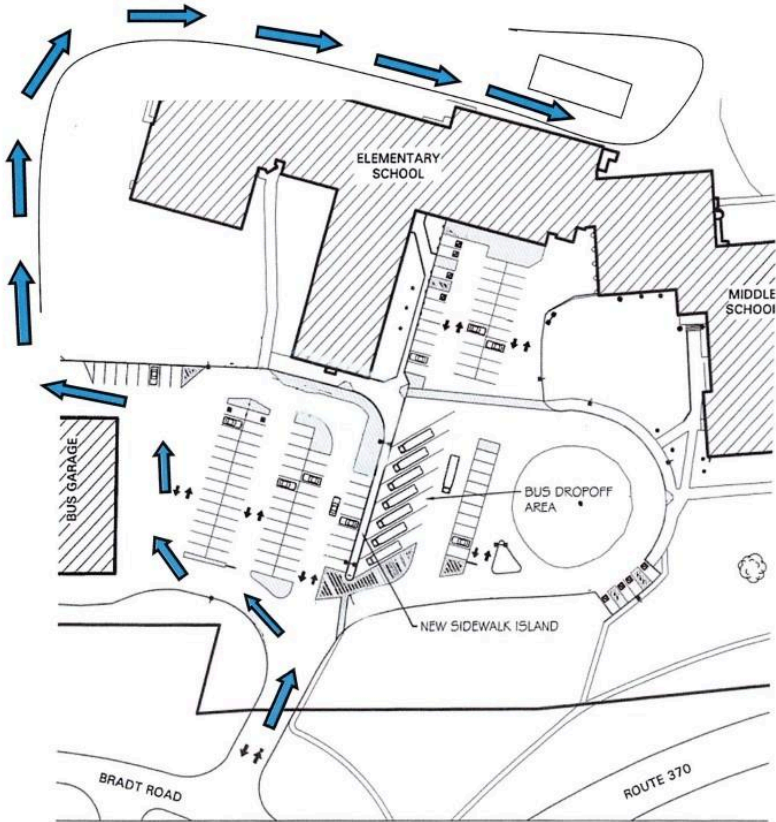 ELEMENTARY
SCHOOL
MIDDLE
SCHOOL
BUS GARAGE
BUS DROPOFF
AREA
NEW SIDEWALK ISLAND
BRADT ROAD
ROUTE 370